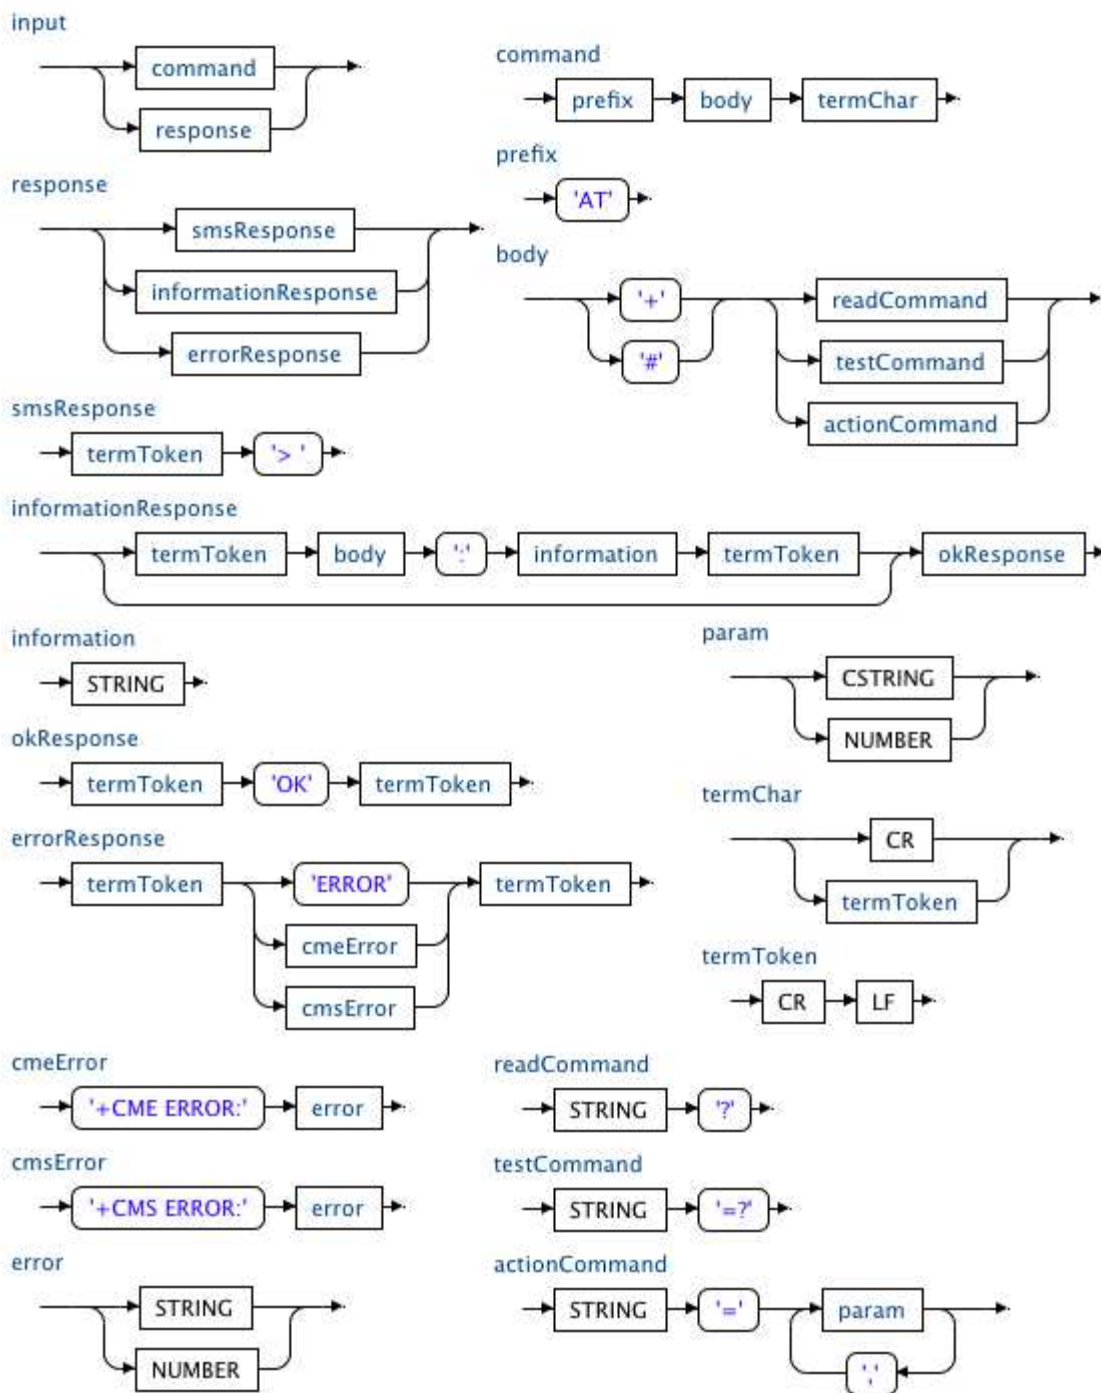 input
command
response
command
prefix body termChar
prefix
'AT'
response
smsResponse
informationResponse
errorResponse
body
'+' readCommand
'#' testCommand
actionCommand
smsResponse
termToken '> '
informationResponse
termToken body ':' information termToken okResponse
information
STRING
param
CSTRING
NUMBER
okResponse
termToken 'OK' termToken
termChar
CR
termToken
errorResponse
termToken 'ERROR' termToken
cmeError
cmsError
termToken
CR LF
cmeError
'+CME ERROR:' error
readCommand
STRING '?'
cmsError
'+CMS ERROR:' error
testCommand
STRING '=?'
error
STRING
NUMBER
actionCommand
STRING '=' param
','